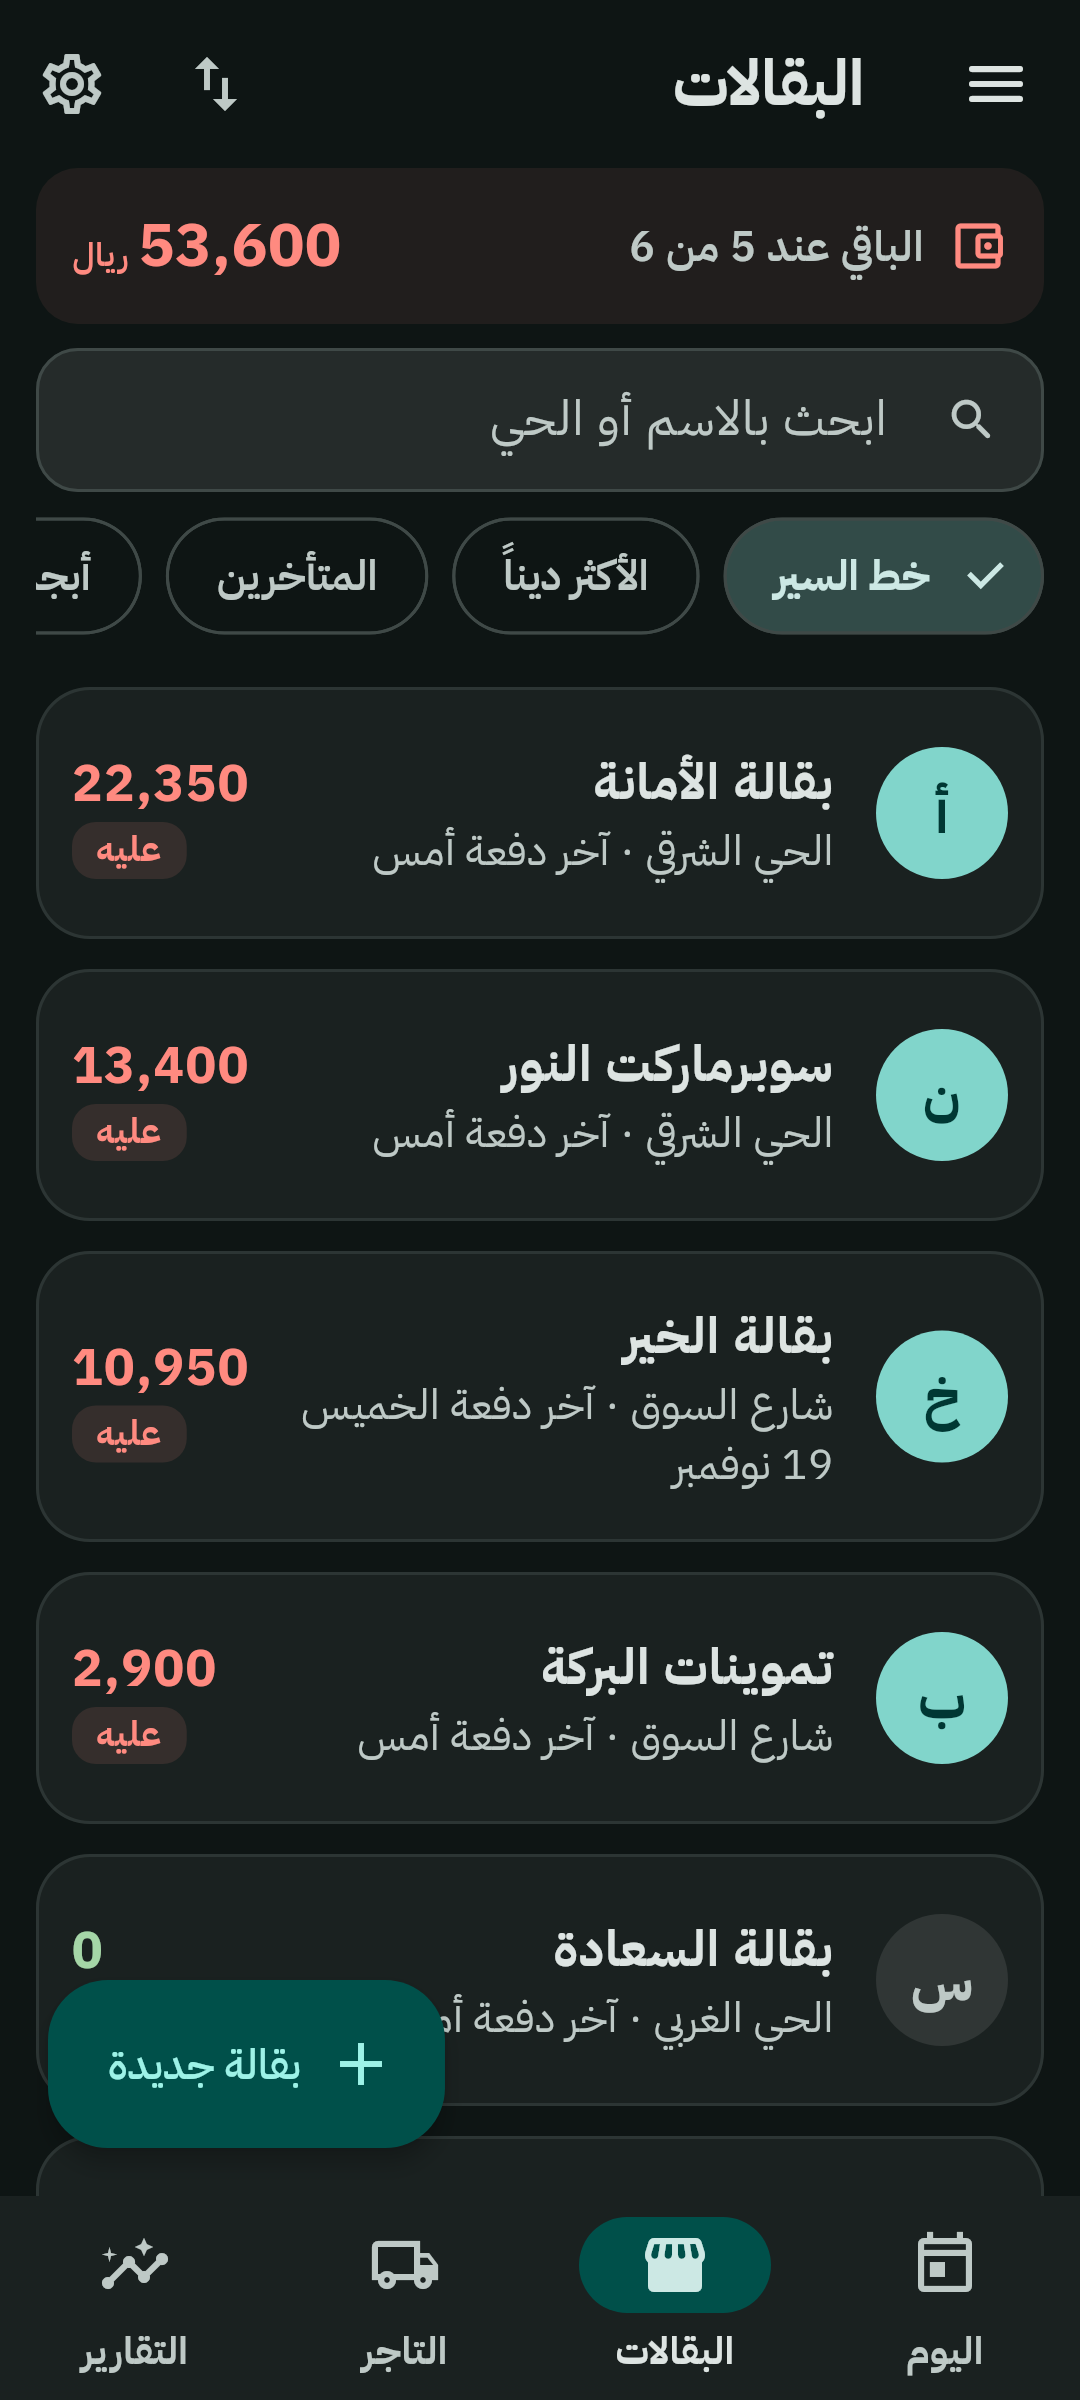 البقالات
الباقي عند 5 من 6
53,600 ريال
ابحث بالاسم أو الحي
خط السير
الأكثر ديناً
المتأخرين
أ
بقالة الأمانة
الحي الشرقي · آخر دفعة أمس
22,350
عليه
ن
سوبرماركت النور
الحي الشرقي · آخر دفعة أمس
13,400
عليه
خ
بقالة الخير
شارع السوق · آخر دفعة الخميس
19 نوفمبر
10,950
عليه
ب
تموينات البركة
شارع السوق · آخر دفعة أمس
2,900
عليه
س
بقالة السعادة
الحي الغربي · آخر دفعة
0
بقالة جديدة
اليوم
البقالات
التاجر
التقارير